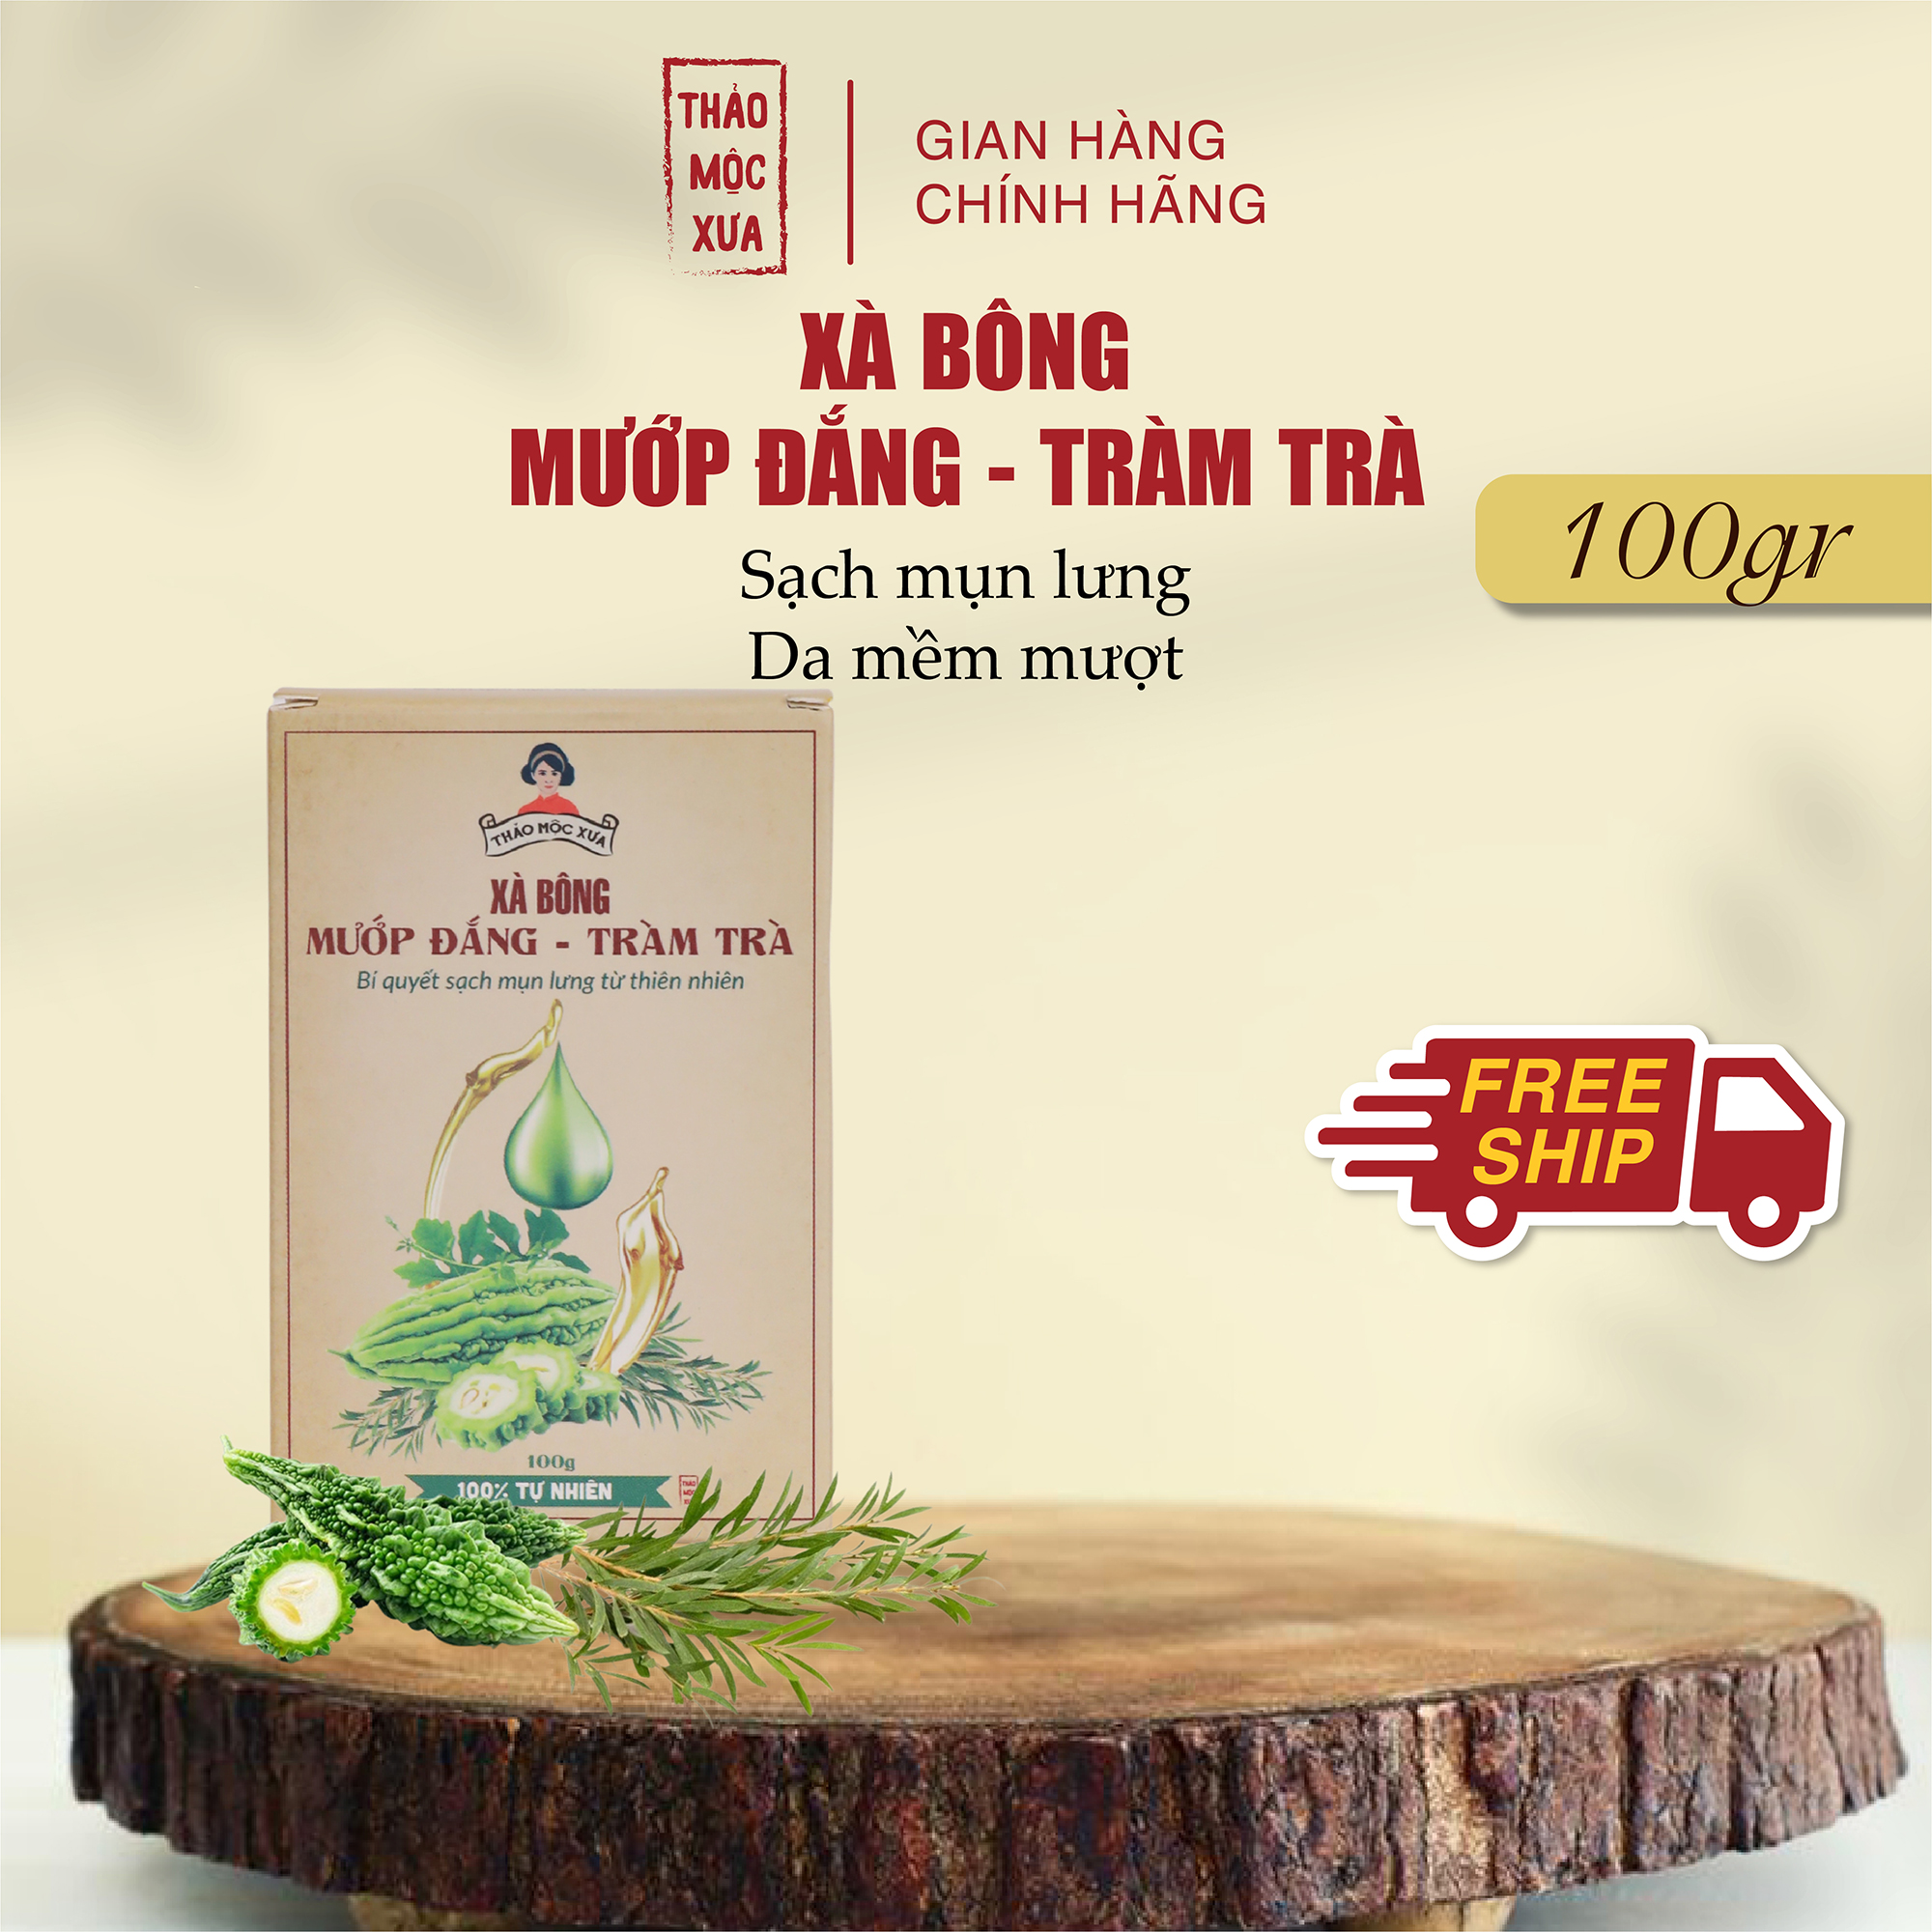 THẢO
MỘC
XƯA
GIAN HÀNG
CHÍNH HÃNG
XÀ BÔNG
MƯỚP ĐẮNG - TRÀM TRÀ
100gr
Sạch mụn lưng
Da mềm mượt
THẢO MỘC XƯA
XÀ BÔNG
MƯỚP ĐẮNG - TRÀM TRÀ
Bí quyết sạch mụn lưng từ thiên nhiên
FREE
SHIP
100g
100% TỰ NHIÊN